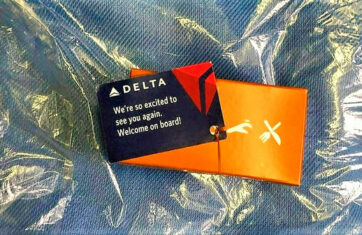 DELTA
We're so excited to
see you again.
Welcome on board!